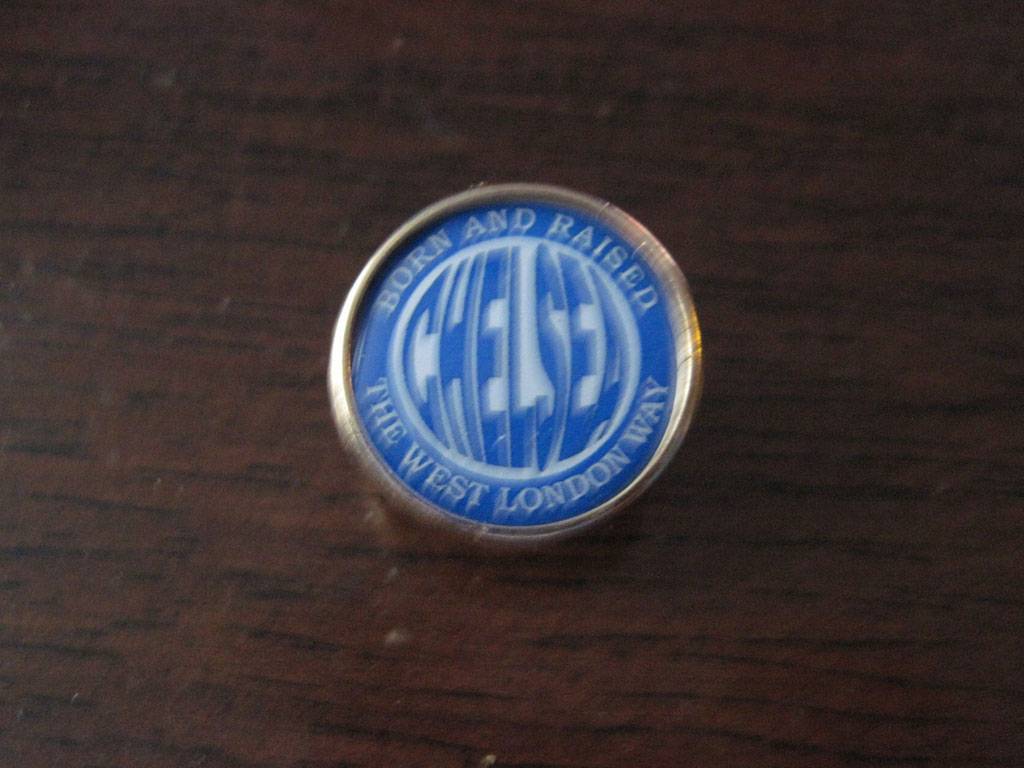 BORN AND RAISED
CHELSEA
THE WEST LONDON WAY